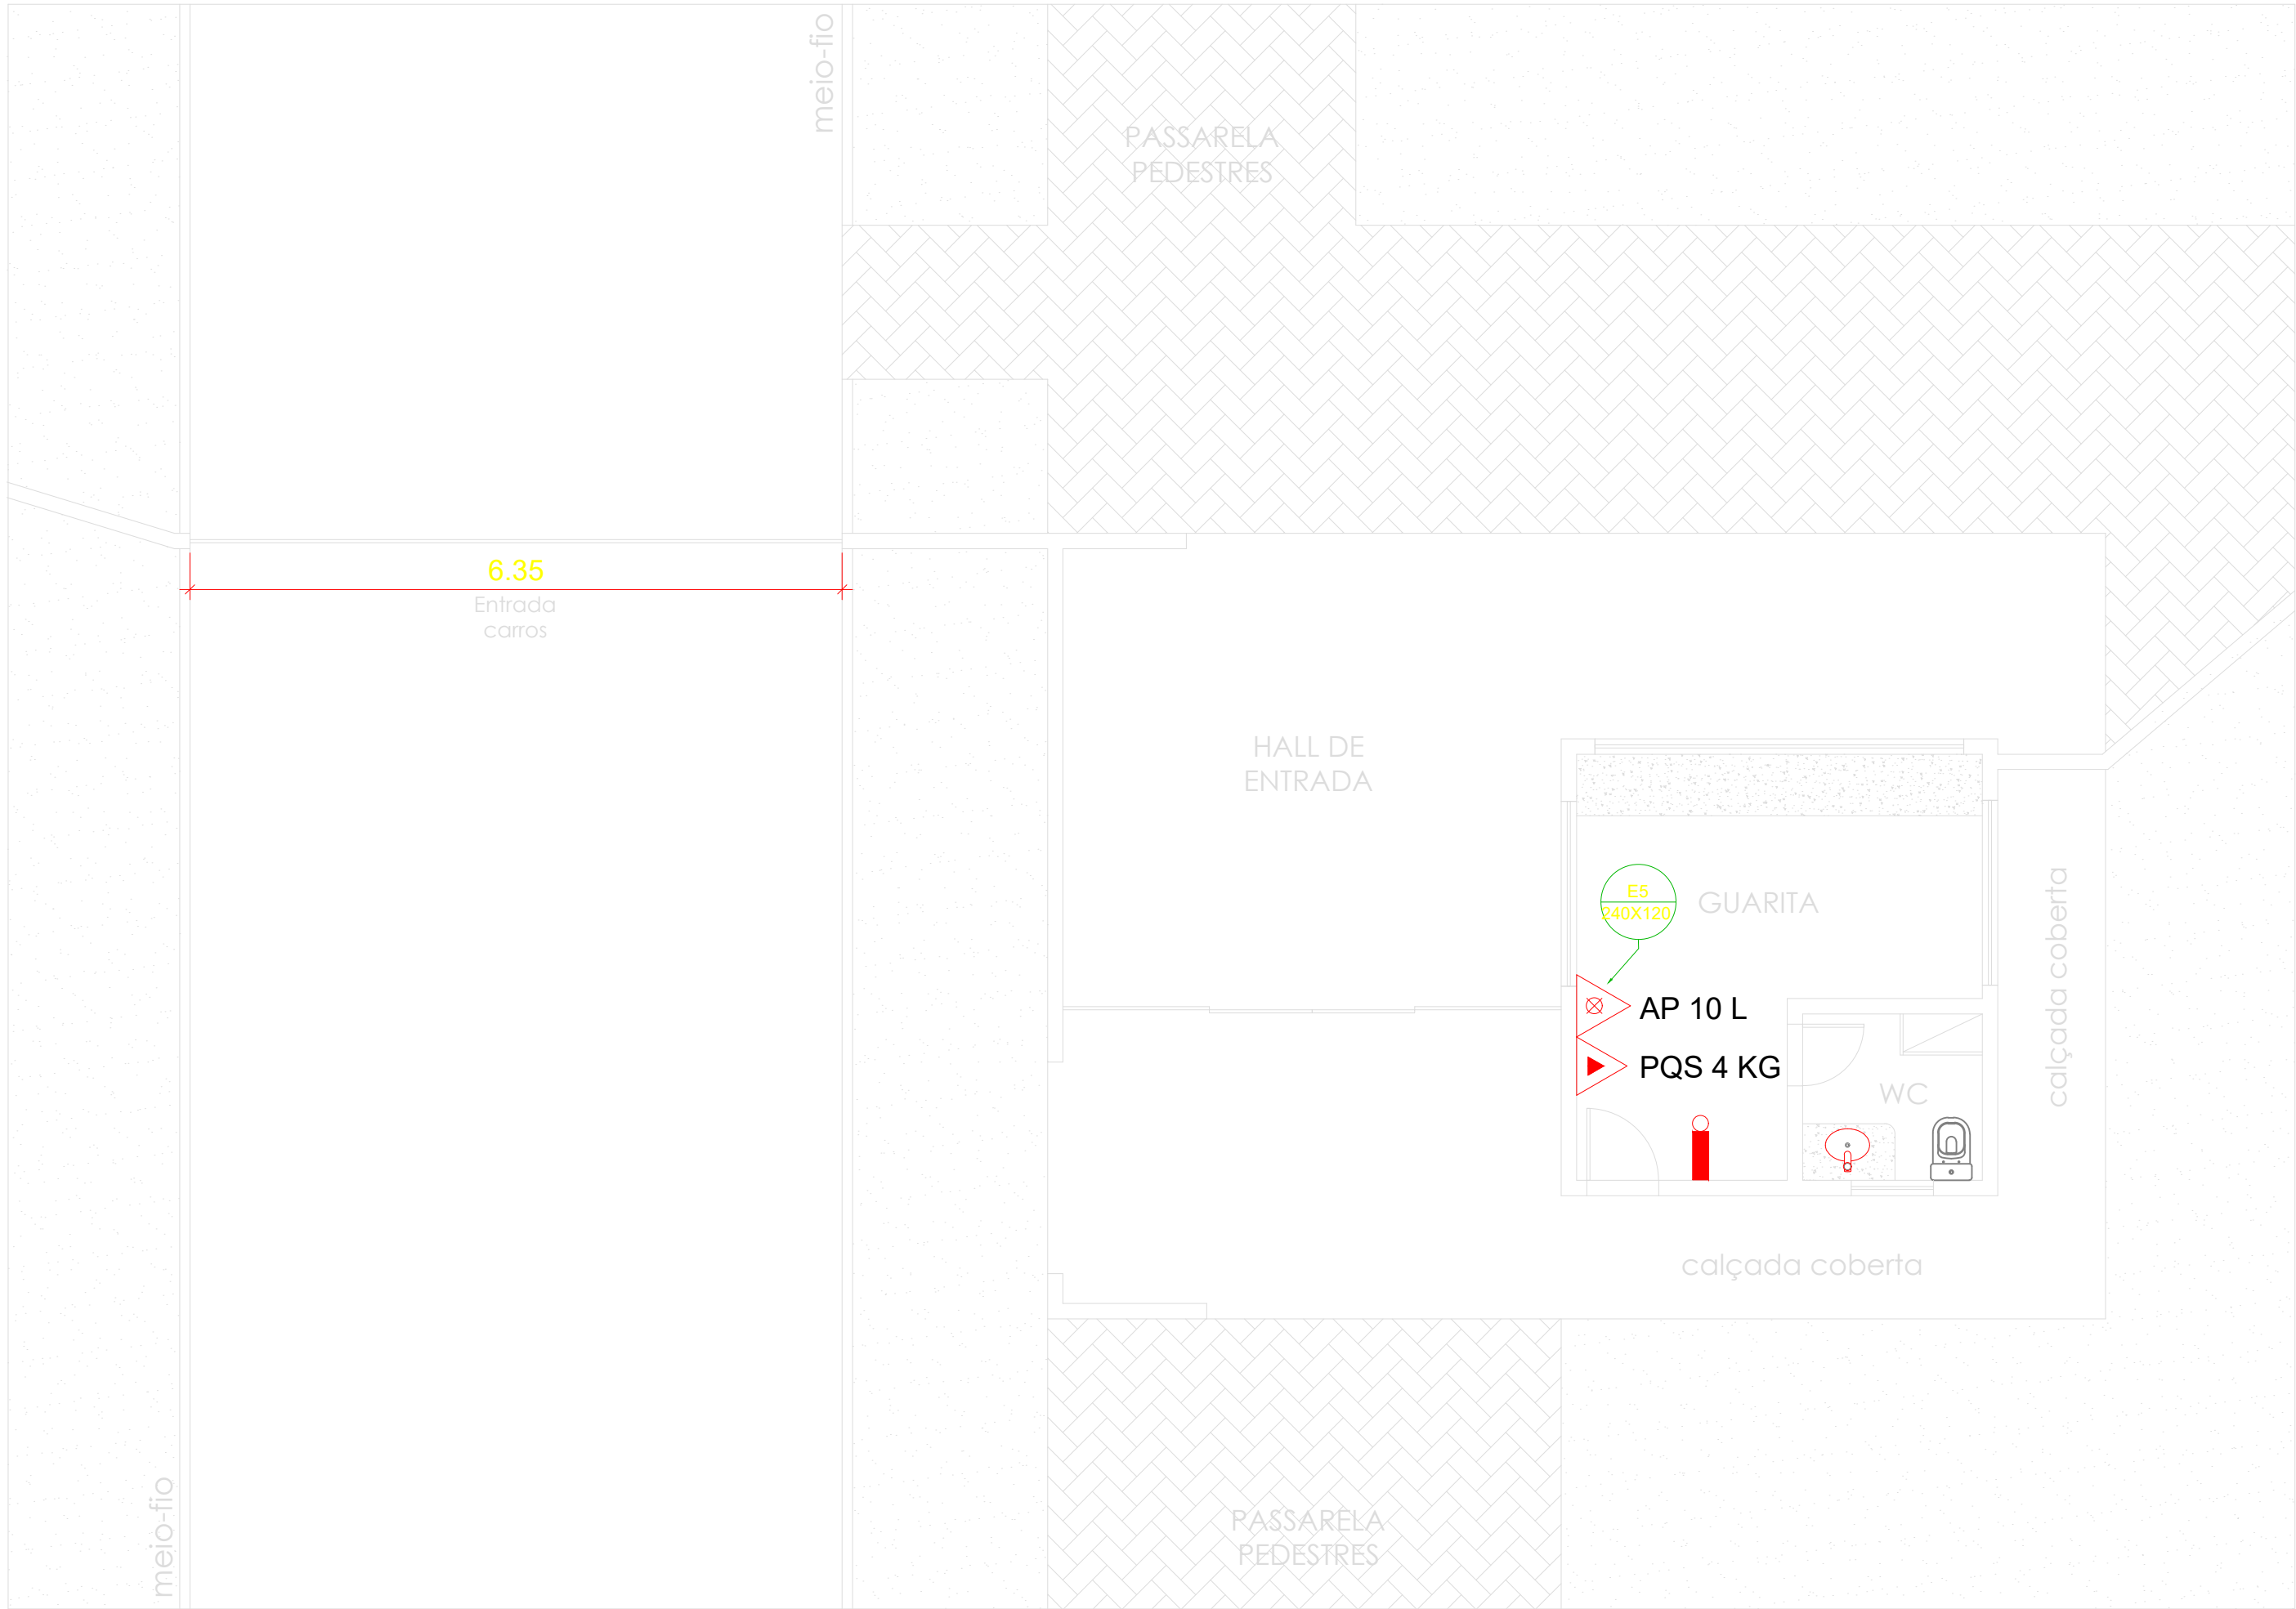 meio-fio
PASSARELA
PEDESTRES
6.35
Entrada
carros
HALL DE
ENTRADA
E5
240X120
GUARITA
calçada coberta
AP 10 L
PQS 4 KG
WC
calçada coberta
meio-fio
PASSARELA
PEDESTRES